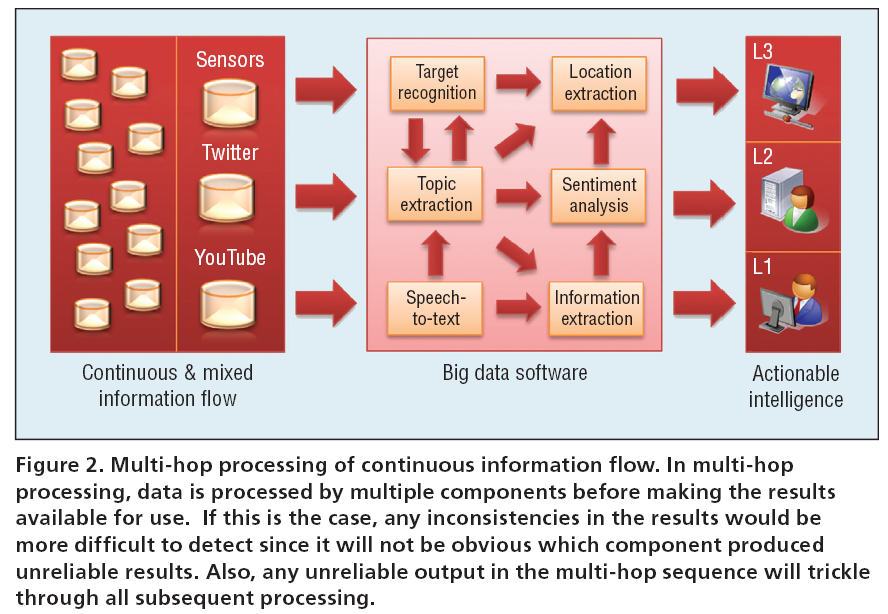 Sensors
Twitter
YouTube
Target
recognition
Location
extraction
Topic
extraction
Sentiment
analysis
Speech-
to-text
Information
extraction
L3
L2
L1
Continuous & mixed
information flow
Big data software
Actionable
intelligence
Figure 2. Multi-hop processing of continuous information flow. In multi-hop
processing, data is processed by multiple components before making the results
available for use.  If this is the case, any inconsistencies in the results would be
more difficult to detect since it will not be obvious which component produced
unreliable results. Also, any unreliable output in the multi-hop sequence will trickle
through all subsequent processing.